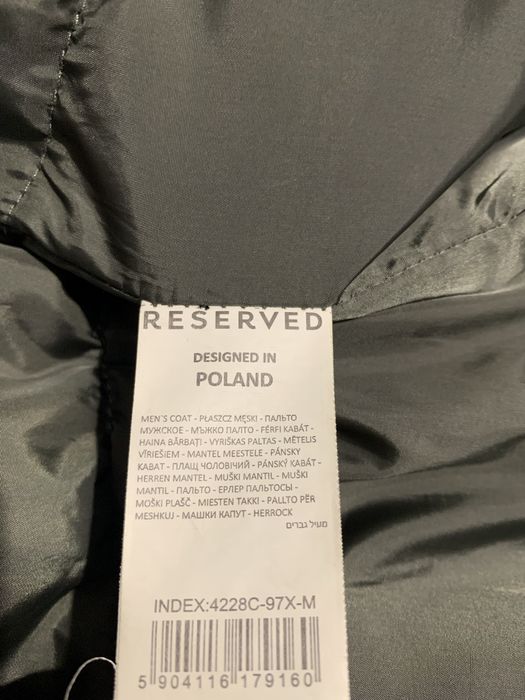 RESERVED
DESIGNED IN
POLAND
MEN'S COAT - PŁASZCZ MĘSKI - ПАЛЬТО
МУЖСКОЕ - МЪЖКО ПАЛТО - FÉRFI KABÁT -
HAINA BĂRBAȚI - VYRIŠKAS PALTAS - MĒTELIS
VĪRIEŠIEM - MANTEL MEESTELE - PÁNSKY
KABAT - ПЛАЩ ЧОЛОВІЧИЙ - PÁNSKÝ KABÁT -
HERREN MANTEL - MUŠKI MANTIL - MUŠKI
MANTIL - ПАЛЬТО - ЕРЛЕР ПАЛЬТОСЫ -
MOŠKI PLAŠČ - MIESTEN TAKKI - PALLTO PËR
MESHKUJ - МАШКИ КАПУТ - HERROCK
מעיל גברים
INDEX:4228C-97X-M
5 904116 179160